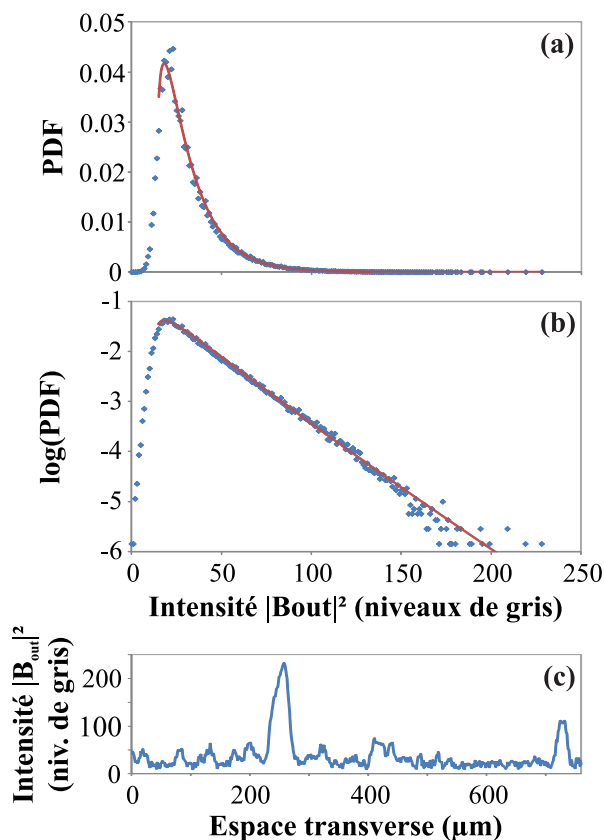 (a)
PDF
0.05
0.04
0.03
0.02
0.01
0
(b)
log(PDF)
-1
-2
-3
-4
-5
-6
0 50 100 150 200 250
Intensité |Bout|² (niveaux de gris)
(c)
Intensité |Bout|²
(niv. de gris)
200
100
0
0 200 400 600
Espace transverse (µm)